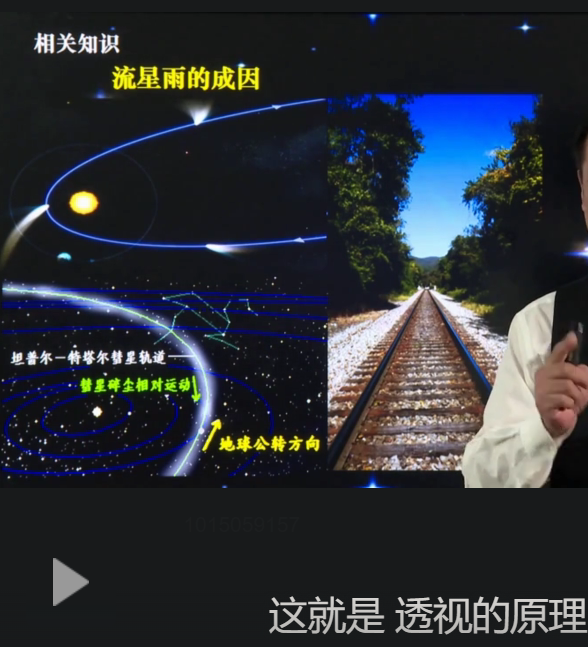 相关知识
流星雨的成因
坦普尔－特塔尔彗星轨道
彗星碎尘相对运动
地球公转方向
这就是 透视的原理